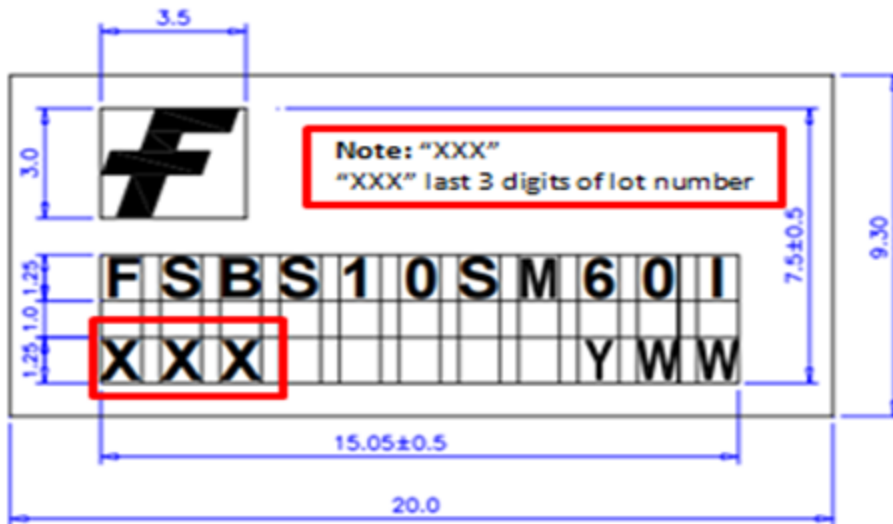 3.5
3.0
Note: “XXX”
“XXX” last 3 digits of lot number
7.5±0.5
9.30
1.25
FSBS10SM60I
1.0
1.25
XXX YWW
15.05±0.5
20.0